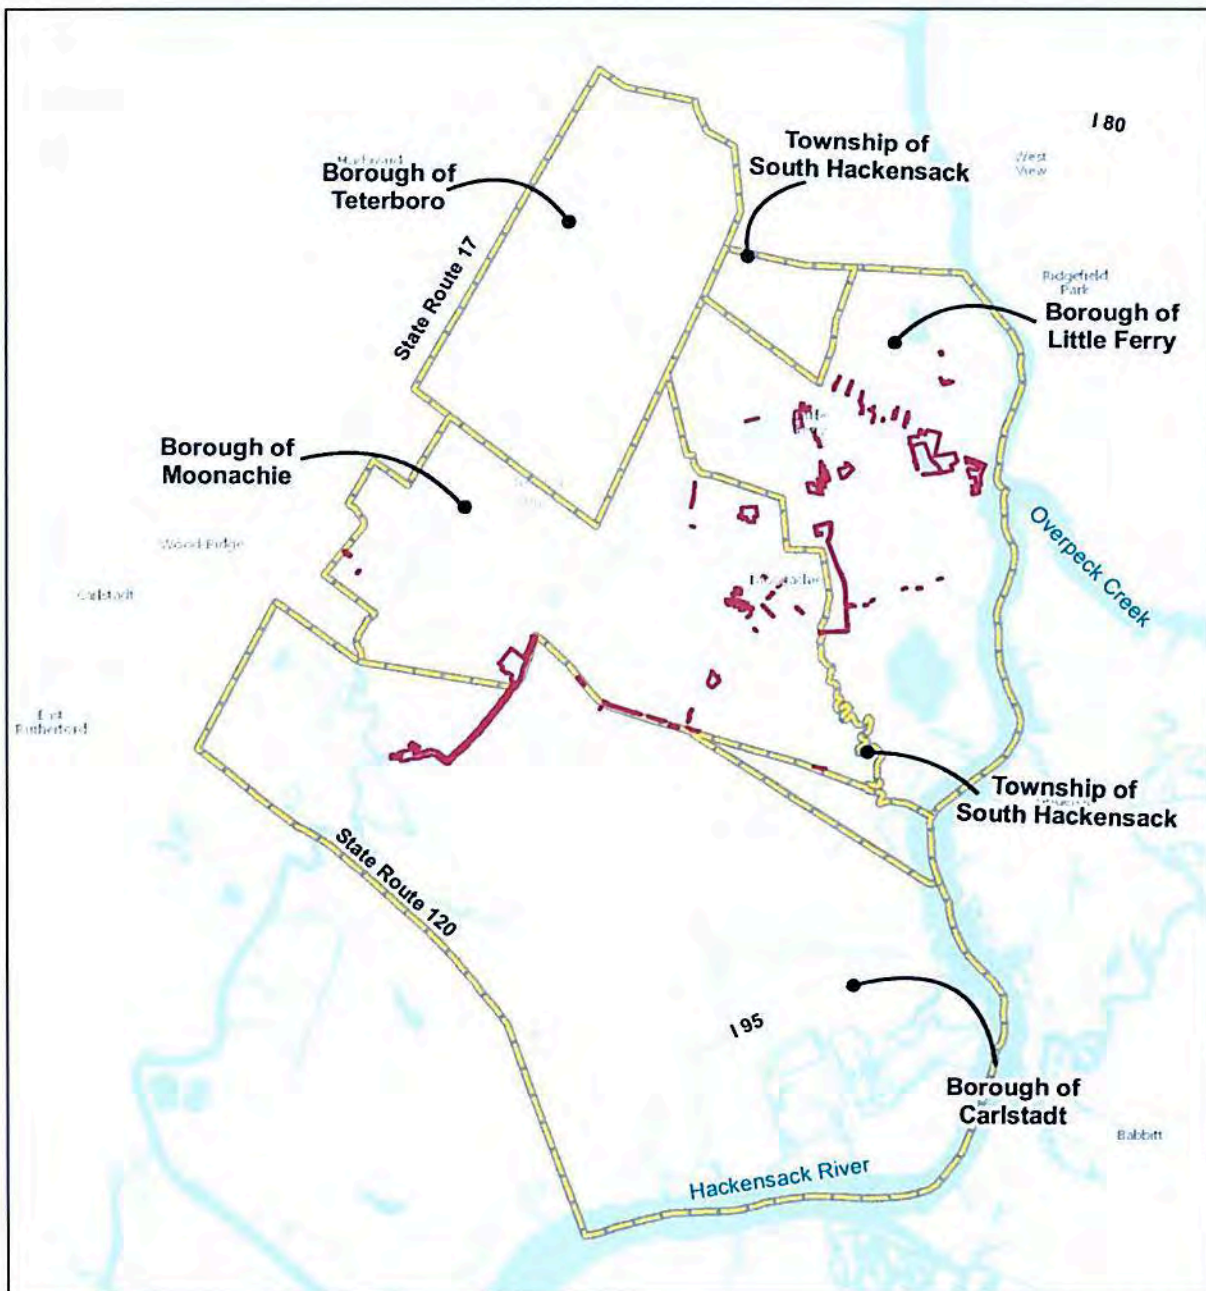 I 80
Township of
South Hackensack
West
View
Borough of
Teterboro
State Route 17
Ridgefield
Park
Borough of
Little Ferry
Borough of
Moonachie
Overpeck Creek
Wood-Ridge
Carlstadt
East
Rutherford
Township of
South Hackensack
State Route 120
I 95
Borough of
Carlstadt
Babbitt
Hackensack River